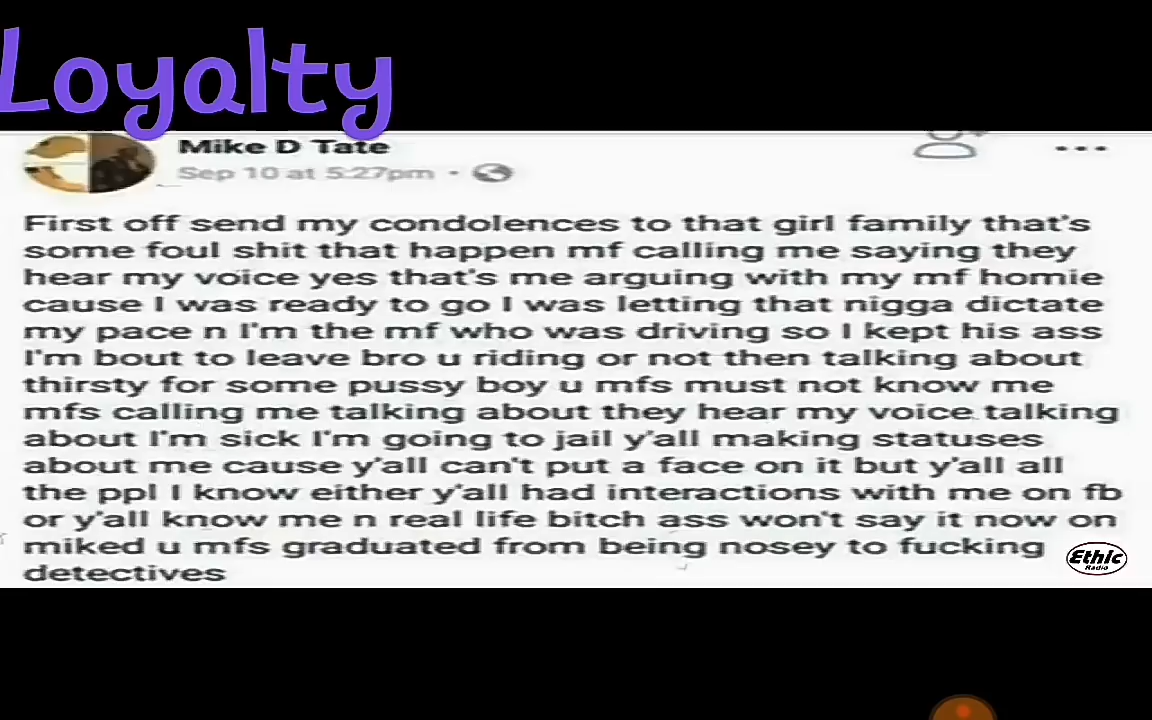 Loyalty
Mike D Tate
Sep 10 at 5:27pm
First off send my condolences to that girl family that's
some foul shit that happen mf calling me saying they
hear my voice yes that's me arguing with my mf homie
cause I was ready to go I was letting that nigga dictate
my pace n I'm the mf who was driving so I kept his ass
I'm bout to leave bro u riding or not then talking about
thirsty for some pussy boy u mfs must not know me
mfs calling me talking about they hear my voice talking
about I'm sick I'm going to jail y'all making statuses
about me cause y'all can't put a face on it but y'all all
the ppl I know either y'all had interactions with me on fb
or y'all know me n real life bitch ass won't say it now on
miked u mfs graduated from being nosey to fucking
detectives
Ethic
Radio